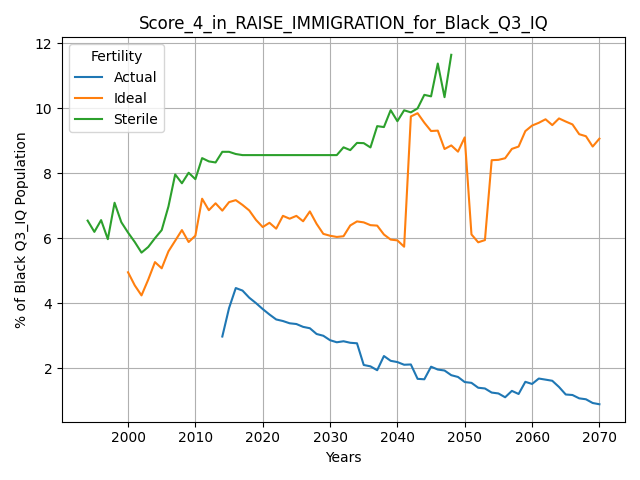 Score_4_in_RAISE_IMMIGRATION_for_Black_Q3_IQ
% of Black Q3_IQ Population
12
10
8
6
4
2
Fertility
Actual
Ideal
Sterile
2000 2010 2020 2030 2040 2050 2060 2070
Years